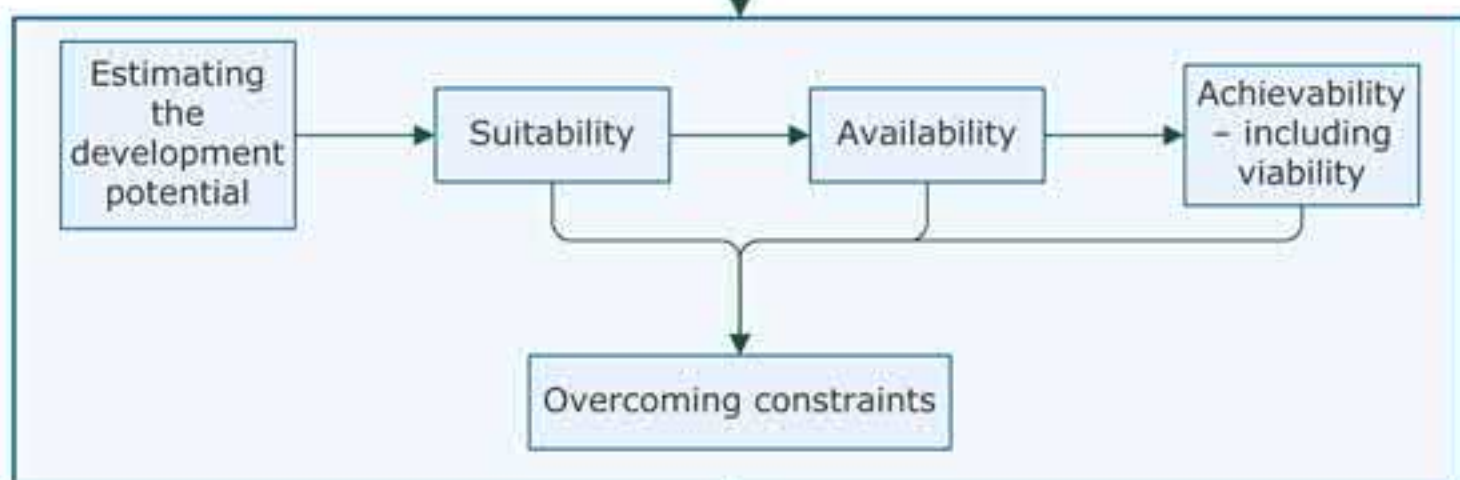 Estimating
the
development
potential
Suitability
Availability
Achievability
– including
viability
Overcoming constraints